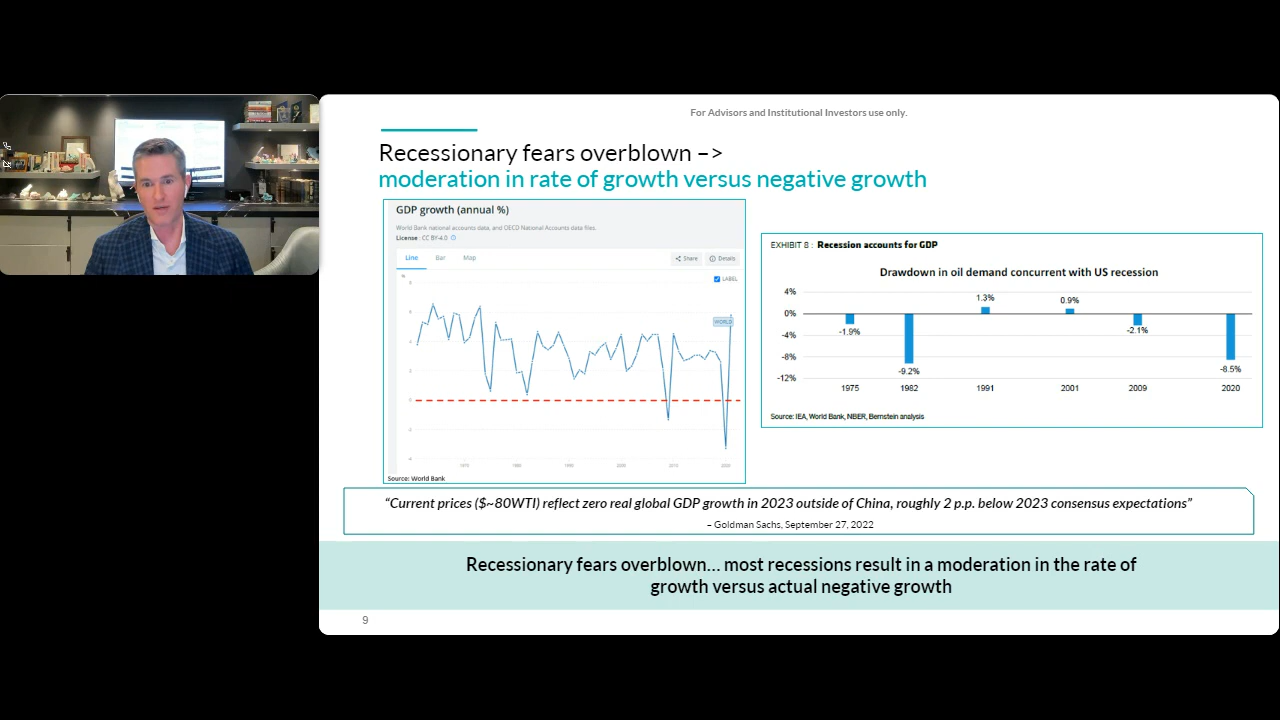 For Advisors and Institutional Investors use only.
Recessionary fears overblown –>
moderation in rate of growth versus negative growth
GDP growth (annual %)
World Bank national accounts data, and OECD National Accounts data files.
License : CC BY-4.0
Line Bar Map
Share Details
%
LABEL
WORLD
1970 1980 1990 2000 2010 2020
Source: World Bank
EXHIBIT 8 : Recession accounts for GDP
Drawdown in oil demand concurrent with US recession
4%
0%
-4%
-8%
-12%
-1.9%
-9.2%
1.3%
0.9%
-2.1%
-8.5%
1975 1982 1991 2001 2009 2020
Source: IEA, World Bank, NBER, Bernstein analysis
“Current prices ($~80WTI) reflect zero real global GDP growth in 2023 outside of China, roughly 2 p.p. below 2023 consensus expectations”
– Goldman Sachs, September 27, 2022
Recessionary fears overblown... most recessions result in a moderation in the rate of
growth versus actual negative growth
9